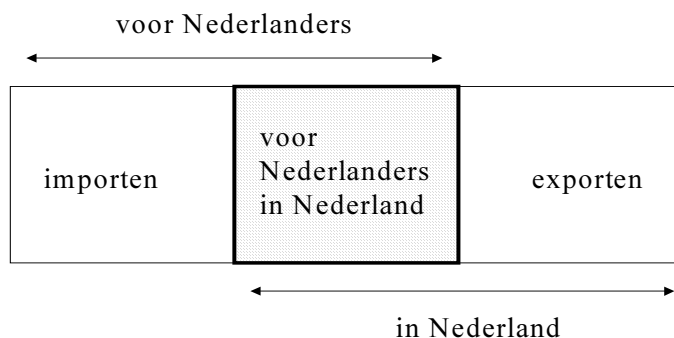 voor Nederlanders
importen
voor
Nederlanders
in Nederland
exporten
in Nederland